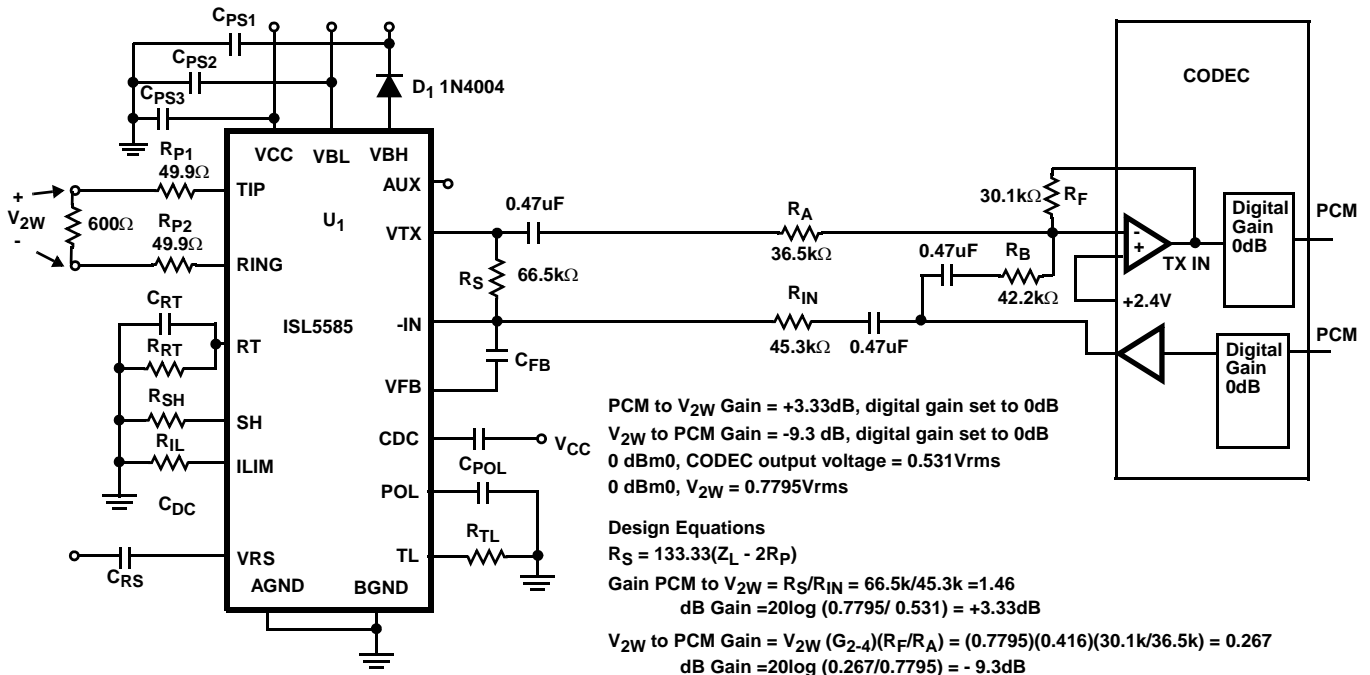 CPS1
CPS2
CPS3
D1 1N4004
CODEC
VCC
VBL
VBH
RP1
49.9Ω
TIP
AUX
+
V2W
-
600Ω
RP2
49.9Ω
RING
U1
VTX
0.47uF
RA
36.5kΩ
30.1kΩ
RF
-
+
TX IN
+2.4V
Digital
Gain
0dB
PCM
RS
66.5kΩ
0.47uF
RB
42.2kΩ
CRT
RT
RRT
ISL5585
-IN
RIN
45.3kΩ
0.47uF
Digital
Gain
0dB
PCM
CFB
VFB
RSH
SH
RIL
ILIM
CDC
CDC
VCC
CPOL
POL
RTL
TL
CRS
VRS
AGND
BGND
PCM to V2W Gain = +3.33dB, digital gain set to 0dB
V2W to PCM Gain = -9.3 dB, digital gain set to 0dB
0 dBm0, CODEC output voltage = 0.531Vrms
0 dBm0, V2W = 0.7795Vrms
Design Equations
RS = 133.33(ZL - 2RP)
Gain PCM to V2W = RS/RIN = 66.5k/45.3k =1.46
dB Gain =20log (0.7795/ 0.531) = +3.33dB
V2W to PCM Gain = V2W (G2-4)(RF/RA) = (0.7795)(0.416)(30.1k/36.5k) = 0.267
dB Gain =20log (0.267/0.7795) = - 9.3dB